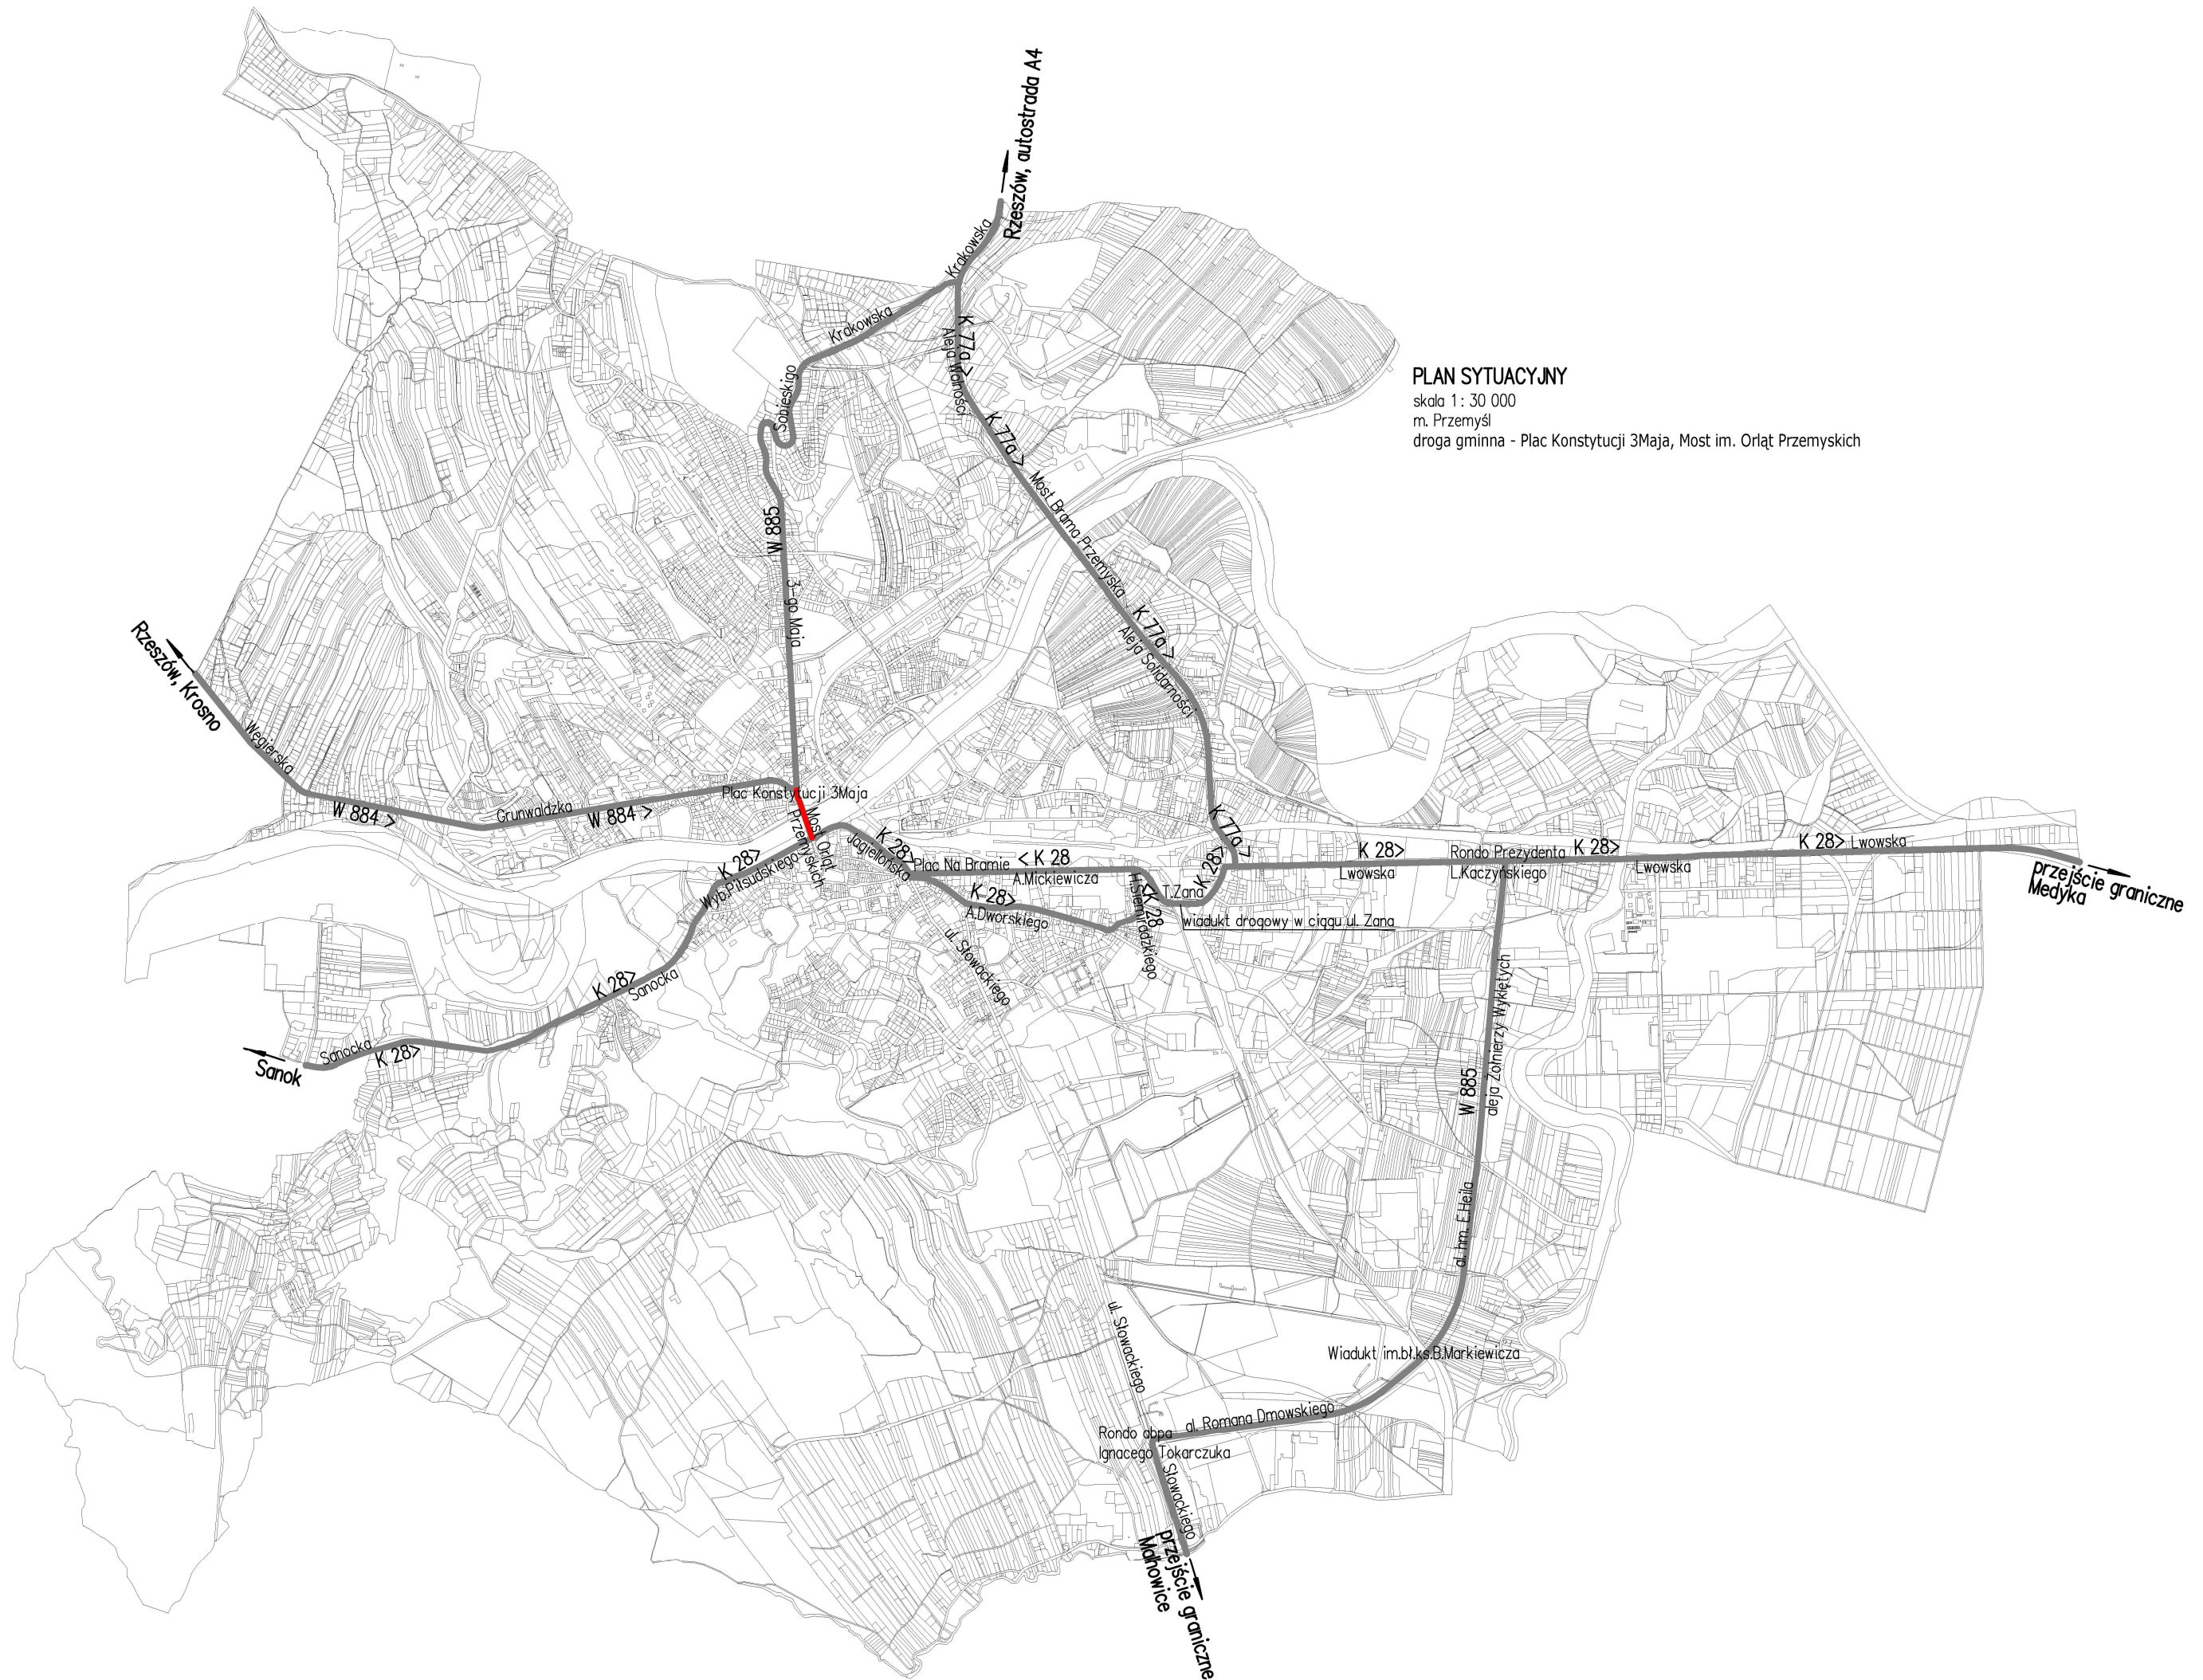 Rzeszów, autostrada A4
Krakowska
Krakowska
K 77a >
Aleja Wolności
Sobieskigo
PLAN SYTUACYJNY
skala 1 : 30 000
m. Przemyśl
droga gminna - Plac Konstytucji 3Maja, Most im. Orląt Przemyskich
K 77a >
Most Brama Przemyska
W 885
3-go Maja
K 77a >
Aleja Solidarności
Rzeszów, Krosno
Węgierska
W 884 >
Grunwaldzka
W 884 >
Plac Konstytucji 3Maja
Most Orląt
Przemyskich
K 28>
Wyb.Piłsudskiego
K 28>
Jagiellońska
Plac Na Bramie
< K 28
A.Mickiewicza
K 28>
A.Dworskiego
H.Siemiradzkiego
<K 28
T.Zana
K 28>
K 77a >
wiadukt drogowy w ciągu ul. Zana
K 28>
Lwowska
Rondo Prezydenta
L.Kaczyńskiego
K 28>
Lwowska
K 28>
Lwowska
przejście graniczne
Medyka
ul. Słowackiego
K 28>
Sanocka
Sanocka
K 28>
Sanok
W 885
aleja Żołnierzy Wyklętych
al. hm. E.Heila
Wiadukt im.bł.ks.B.Markiewicza
ul. Słowackiego
al. Romana Dmowskiego
Rondo abpa
Ignacego Tokarczuka
Słowackiego
przejście graniczne
Malhowice